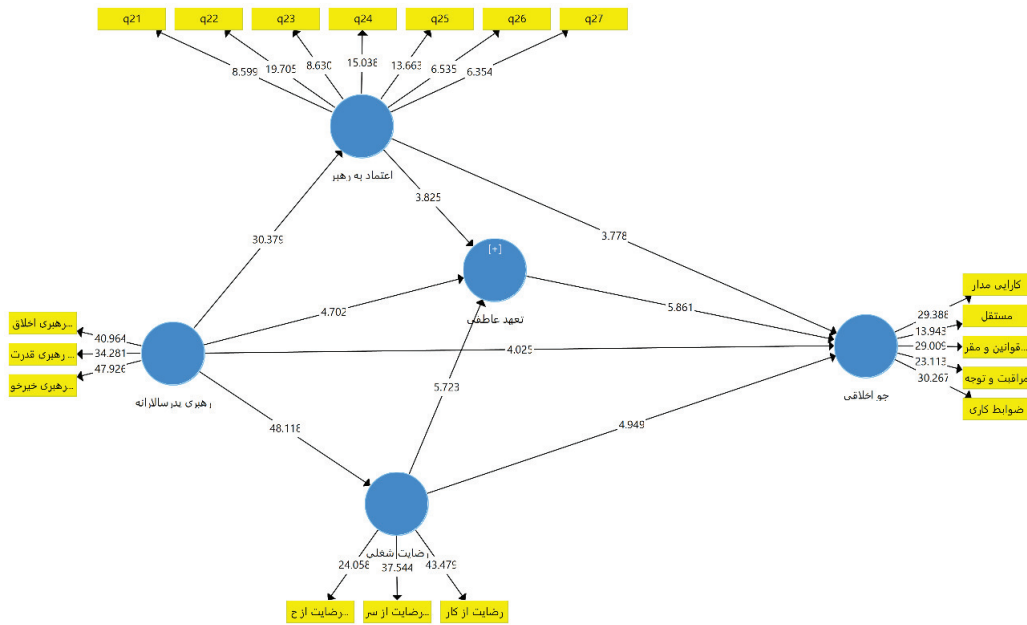 q21
q22
q23
q24
q25
q26
q27
8.599
19.705
8.630
15.038
13.663
6.535
6.354
اعتماد به رهبر
3.825
3.778
30.379
[+]
تعهد عاطفی
4.702
5.861
4.025
رهبری اخلاق...
رهبری قدرت...
رهبری خیرخو...
40.964
34.281
47.926
رهبری پدرسالارانه
کارایی مدار
مستقل
قوانین و مقر...
مراقبت و توجه
ضوابط کاری
29.388
13.943
29.009
23.113
30.267
جو اخلاقی
5.723
48.118
4.949
رضایت شغلی
24.058
37.544
43.479
رضایت از ح...
رضایت از سر...
رضایت از کار